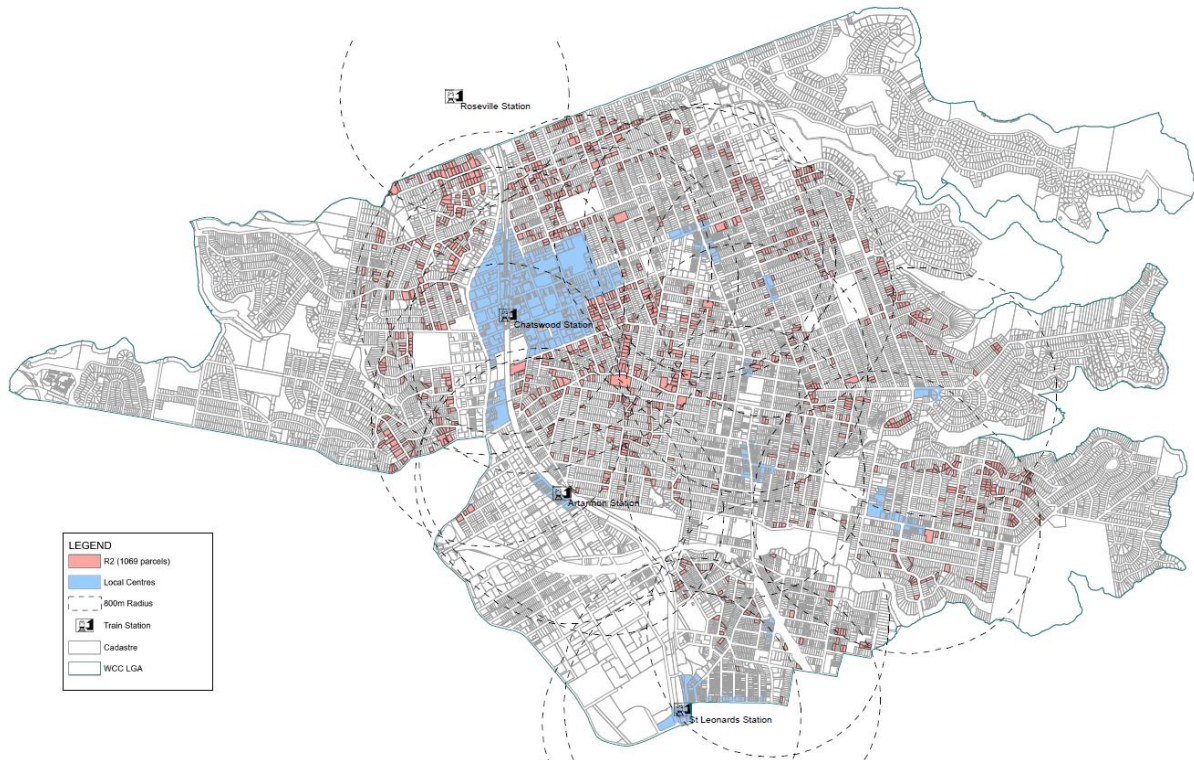 Roseville Station
Chatswood Station
Artarmon Station
LEGEND
R2 (1069 parcels)
Local Centres
800m Radius
Train Station
Cadastre
WCC LGA
St Leonards Station